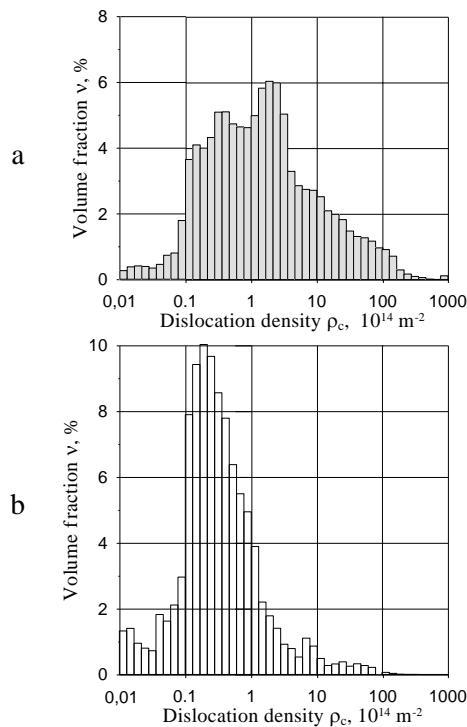 a
Volume fraction ν, %
8
6
4
2
0
0,01 0.1 1 10 100 1000
Dislocation density ρc, 10¹⁴ m⁻²
b
Volume fraction ν, %
10
8
6
4
2
0
0,01 0.1 1 10 100 1000
Dislocation density ρc, 10¹⁴ m⁻²